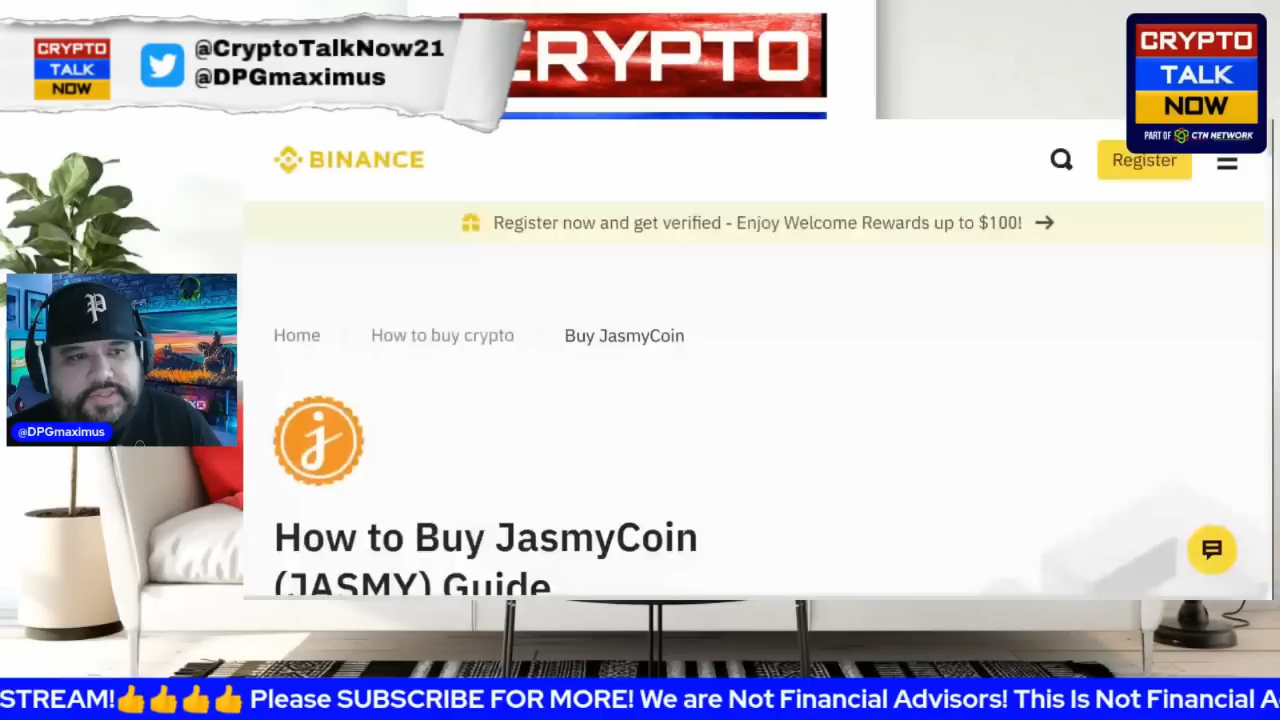 CRYPTO
TALK
NOW
@CryptoTalkNow21
@DPGmaximus
CRYPTO
CRYPTO
TALK
NOW
PART OF CTN NETWORK
BINANCE
Register
Register now and get verified - Enjoy Welcome Rewards up to $100! →
Home
How to buy crypto
Buy JasmyCoin
P
@DPGmaximus
j
How to Buy JasmyCoin
(JASMY) Guide
STREAM!👍👍👍👍 Please SUBSCRIBE FOR MORE! We are Not Financial Advisors! This Is Not Financial A